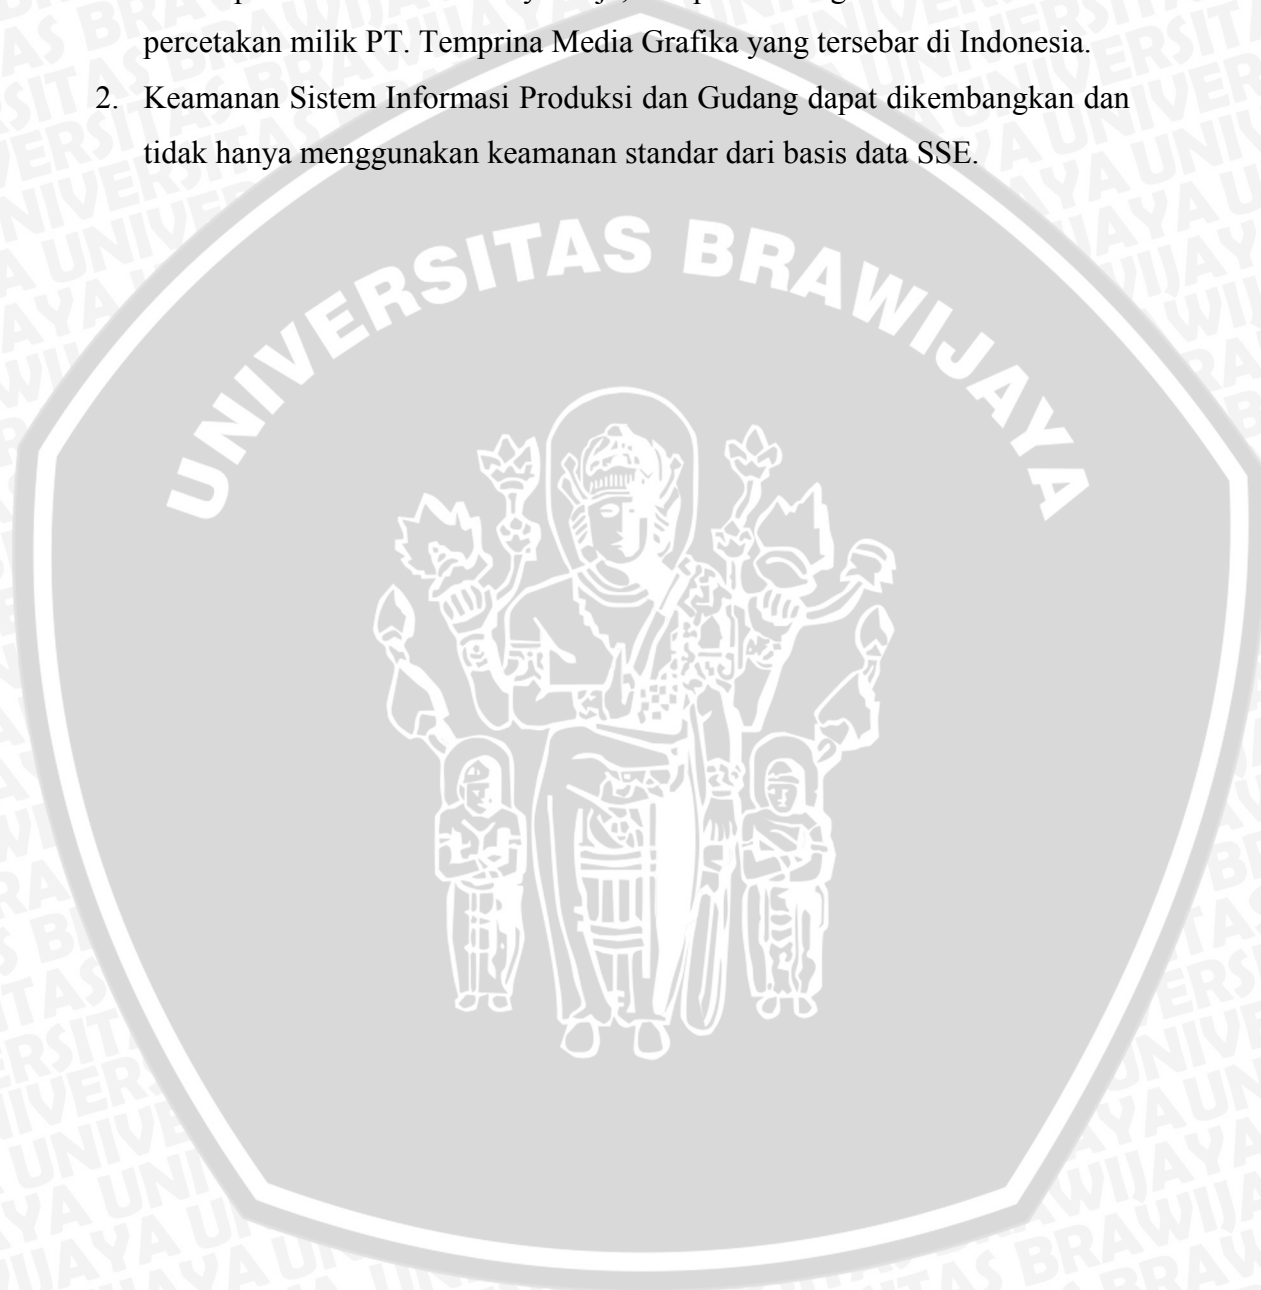 percetakan milik PT. Temprina Media Grafika yang tersebar di Indonesia.
2. Keamanan Sistem Informasi Produksi dan Gudang dapat dikembangkan dan
tidak hanya menggunakan keamanan standar dari basis data SSE.
UNIVERSITAS BRAWIJAYA